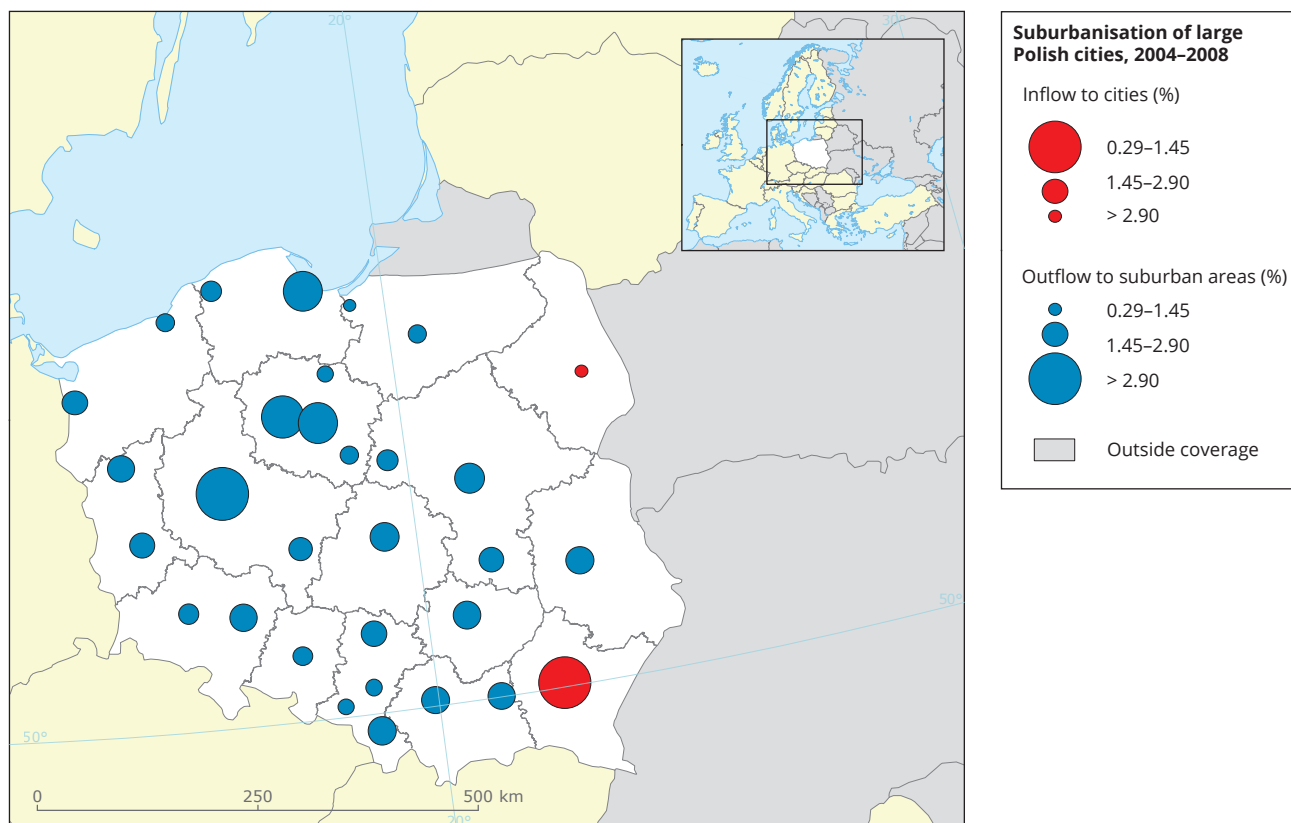 20°
30°
50°
50°
0 250 500 km
20°
Suburbanisation of large
Polish cities, 2004–2008
Inflow to cities (%)
0.29–1.45
1.45–2.90
> 2.90
Outflow to suburban areas (%)
0.29–1.45
1.45–2.90
> 2.90
Outside coverage